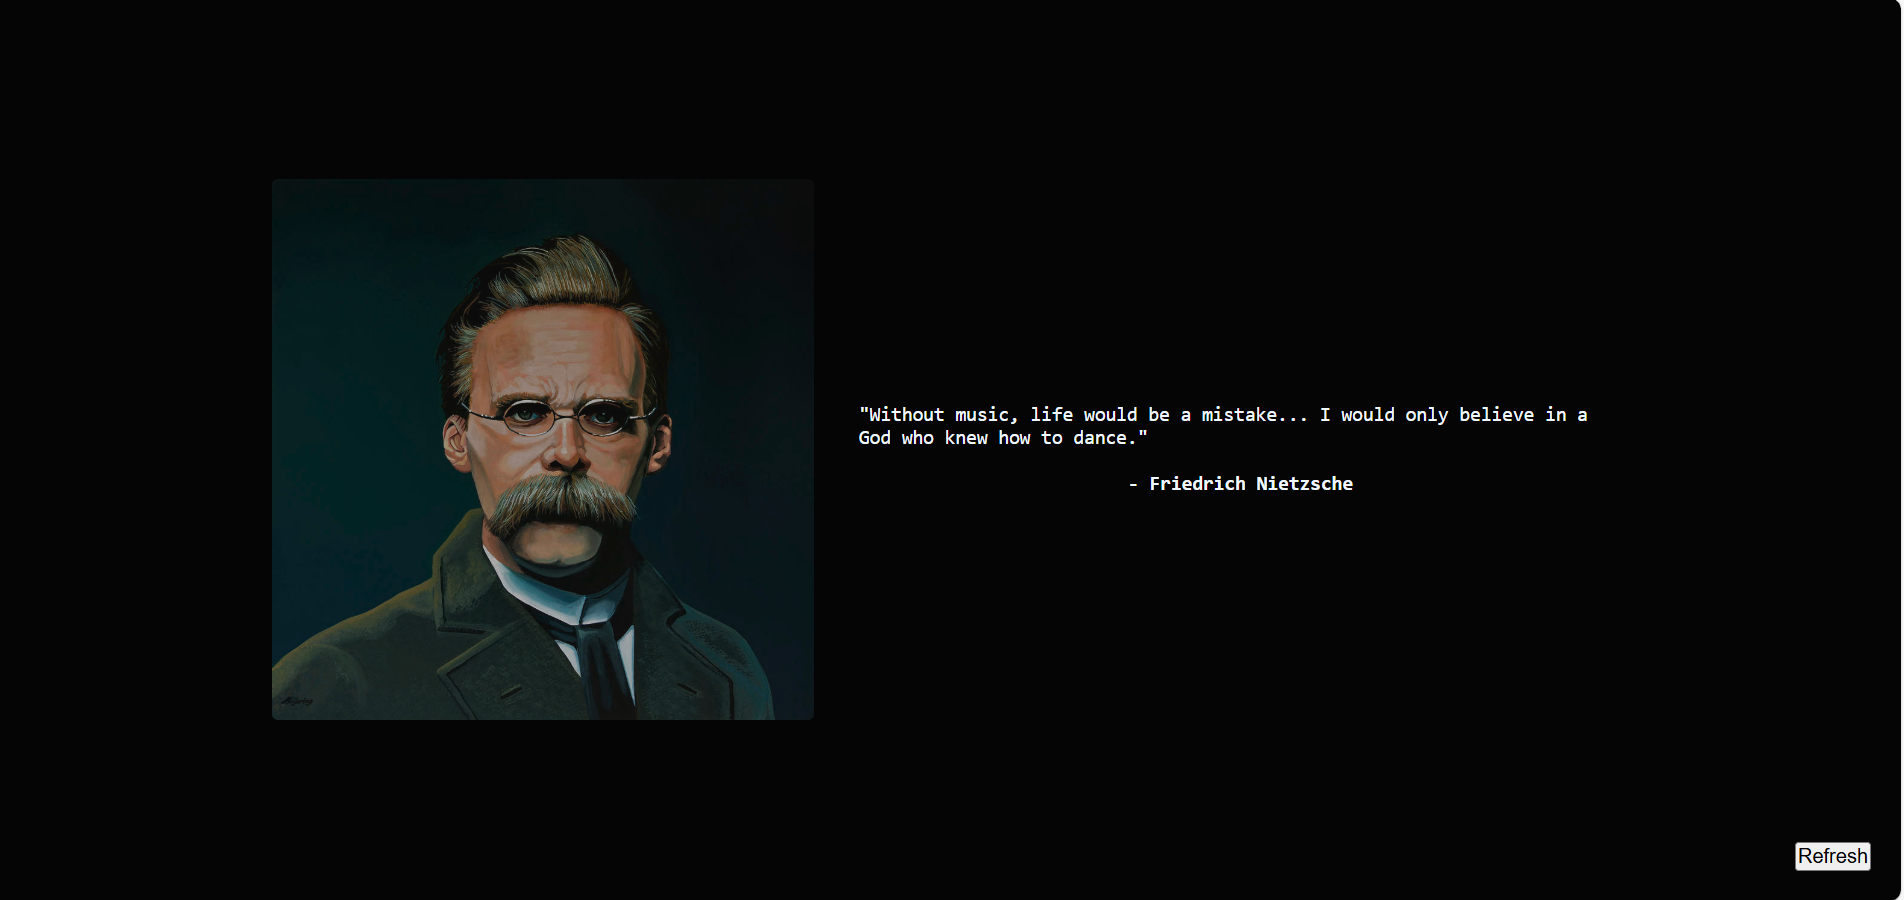 "Without music, life would be a mistake... I would only believe in a
God who knew how to dance."
- Friedrich Nietzsche
Refresh